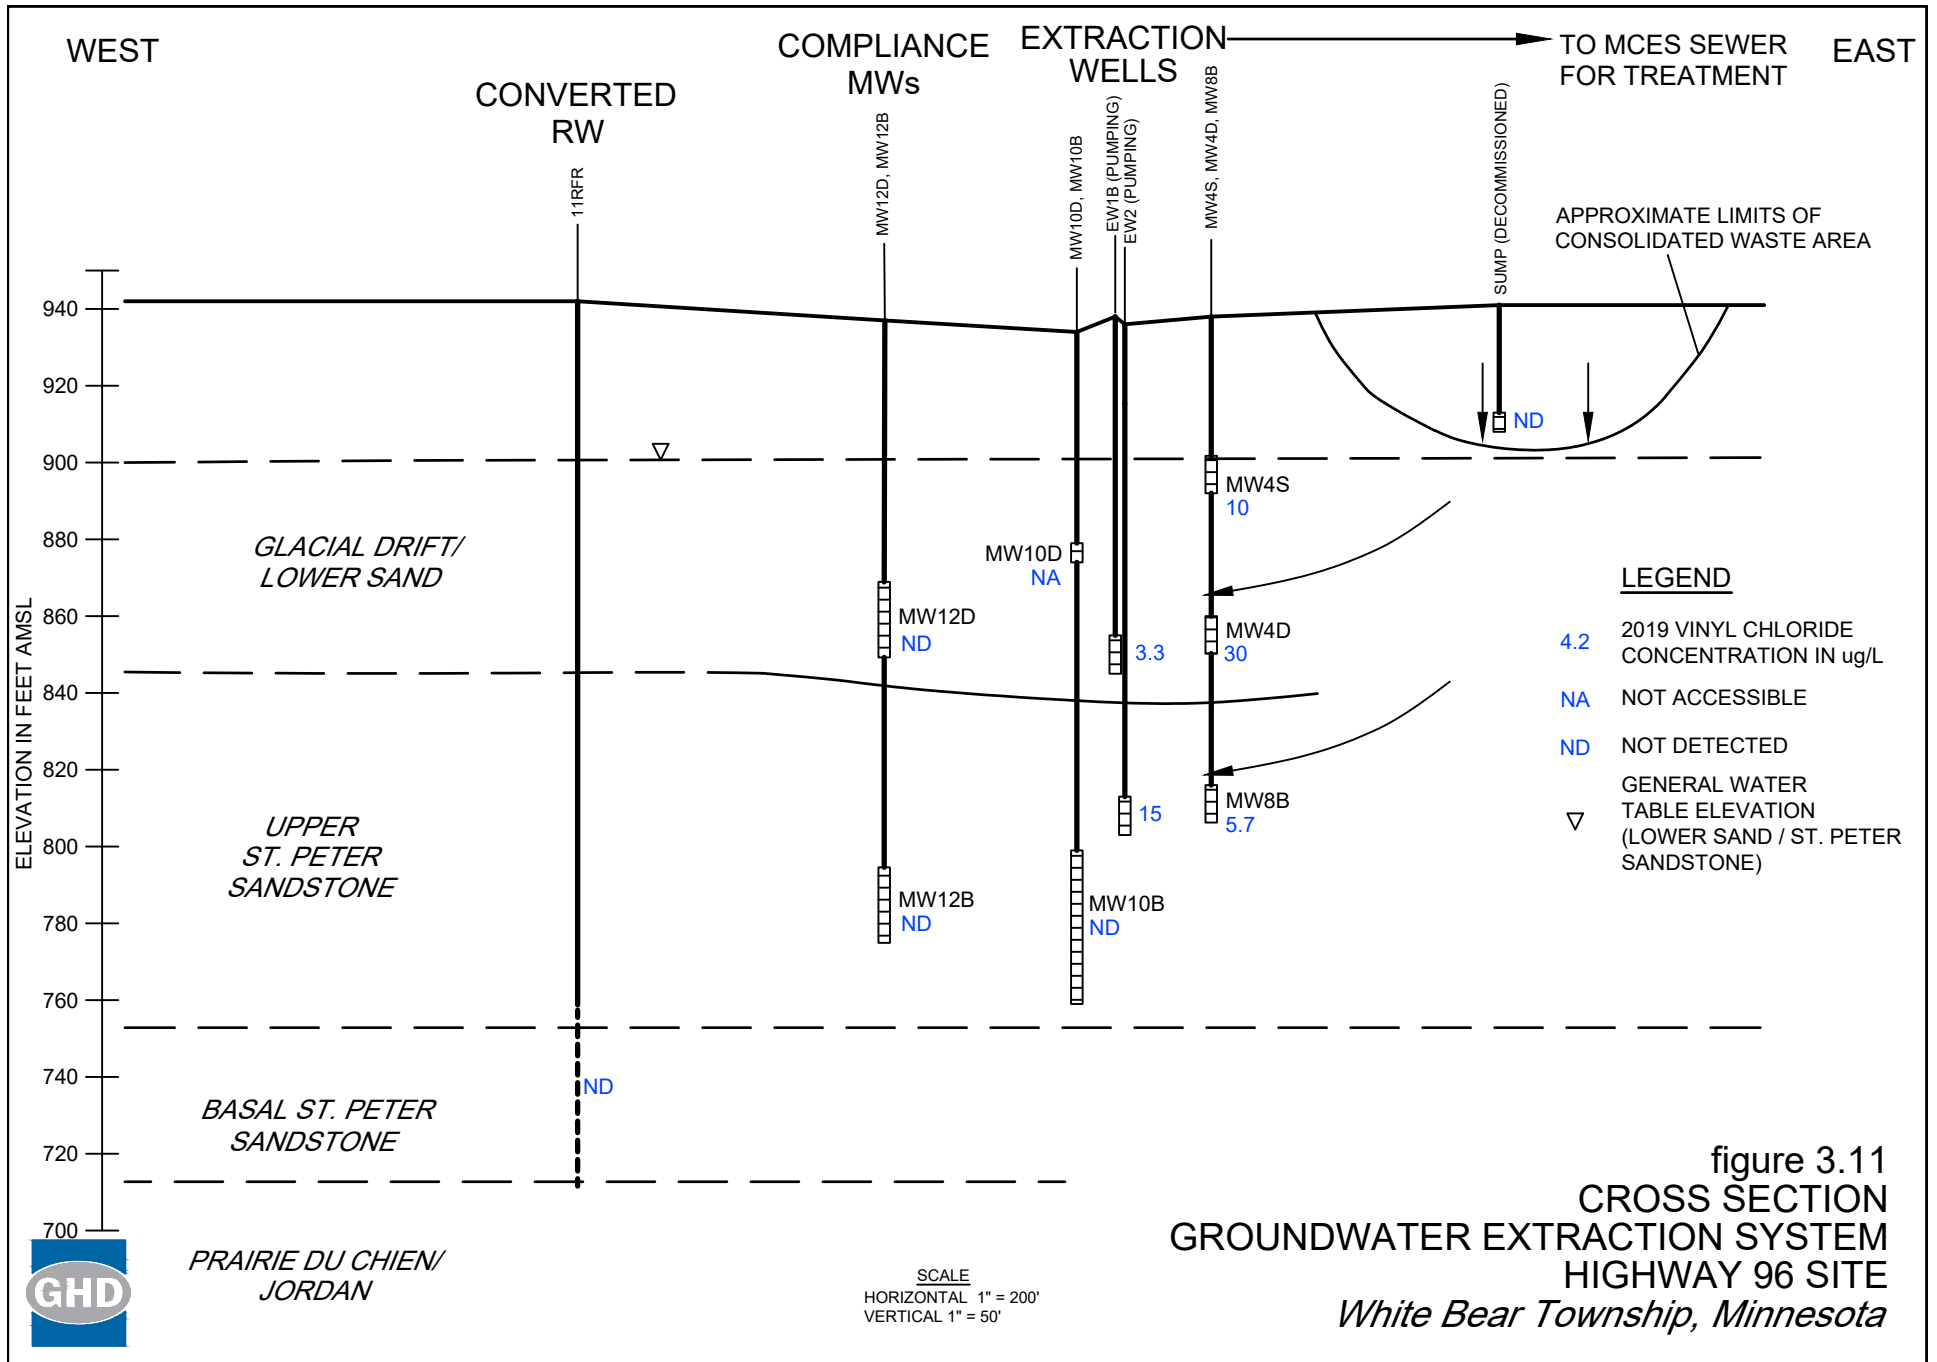 WEST
CONVERTED
RW
COMPLIANCE
MWs
EXTRACTION
WELLS
TO MCES SEWER
FOR TREATMENT
EAST
11RFR
MW12D, MW12B
MW10D, MW10B
EW1B (PUMPING)
EW2 (PUMPING)
MW4S, MW4D, MW8B
SUMP (DECOMMISSIONED)
APPROXIMATE LIMITS OF
CONSOLIDATED WASTE AREA
ELEVATION IN FEET AMSL
940
920
900
880
860
840
820
800
780
760
740
720
700
GLACIAL DRIFT/
LOWER SAND
UPPER
ST. PETER
SANDSTONE
BASAL ST. PETER
SANDSTONE
PRAIRIE DU CHIEN/
JORDAN
ND
MW12D
ND
MW12B
ND
MW10D
NA
MW10B
ND
3.3
15
MW4S
10
MW4D
30
MW8B
5.7
ND
LEGEND
4.2 2019 VINYL CHLORIDE
CONCENTRATION IN ug/L
NA NOT ACCESSIBLE
ND NOT DETECTED
GENERAL WATER
TABLE ELEVATION
(LOWER SAND / ST. PETER
SANDSTONE)
GHD
SCALE
HORIZONTAL 1" = 200'
VERTICAL 1" = 50'
figure 3.11
CROSS SECTION
GROUNDWATER EXTRACTION SYSTEM
HIGHWAY 96 SITE
White Bear Township, Minnesota